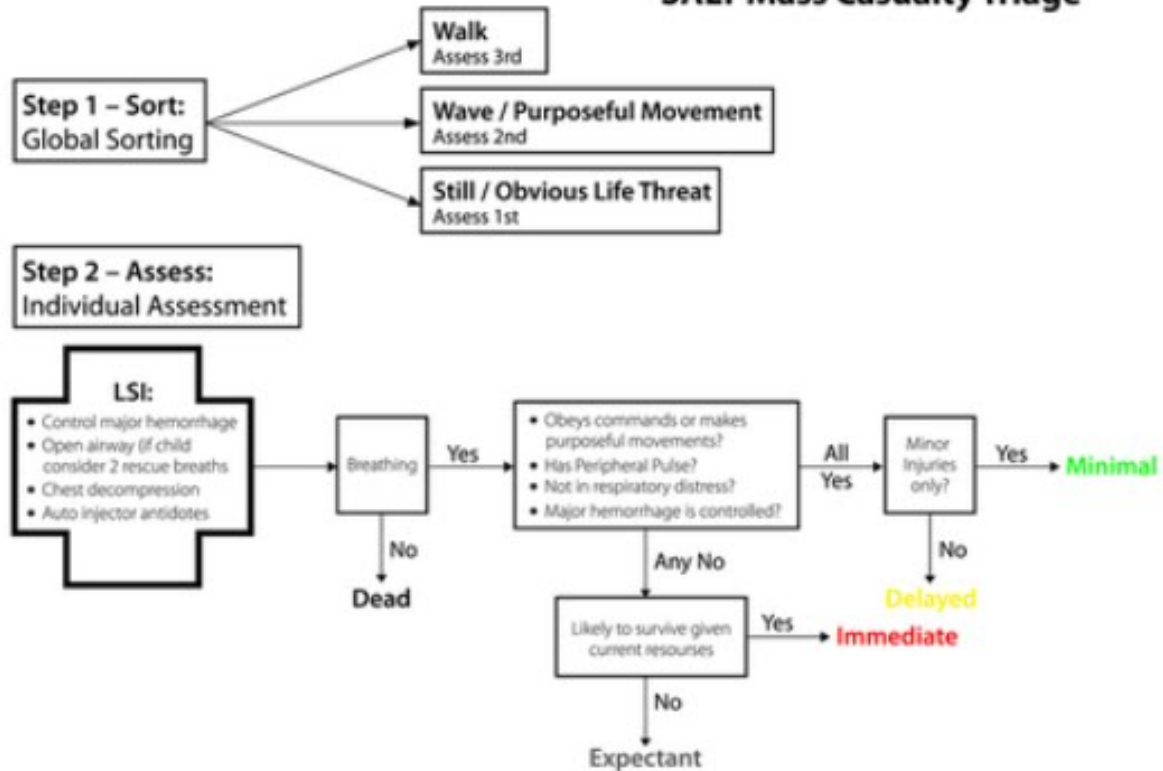 SALT Mass Casualty Triage
Step 1 – Sort:
Global Sorting
Walk
Assess 3rd
Wave / Purposeful Movement
Assess 2nd
Still / Obvious Life Threat
Assess 1st
Step 2 – Assess:
Individual Assessment
LSI:
• Control major hemorrhage
• Open airway (if child
consider 2 rescue breaths
• Chest decompression
• Auto injector antidotes
Breathing
Yes
No
Dead
• Obeys commands or makes
purposeful movements?
• Has Peripheral Pulse?
• Not in respiratory distress?
• Major hemorrhage is controlled?
All
Yes
Minor
Injuries
only?
Yes
Minimal
No
Delayed
Any No
Likely to survive given
current resourses
Yes
Immediate
No
Expectant